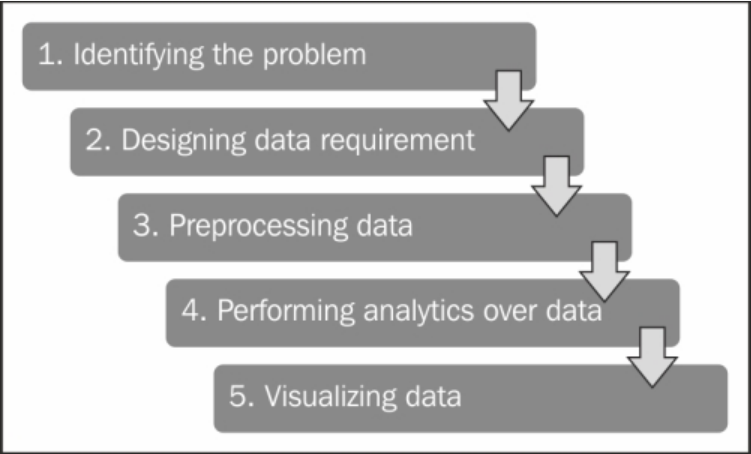 1. Identifying the problem
2. Designing data requirement
3. Preprocessing data
4. Performing analytics over data
5. Visualizing data